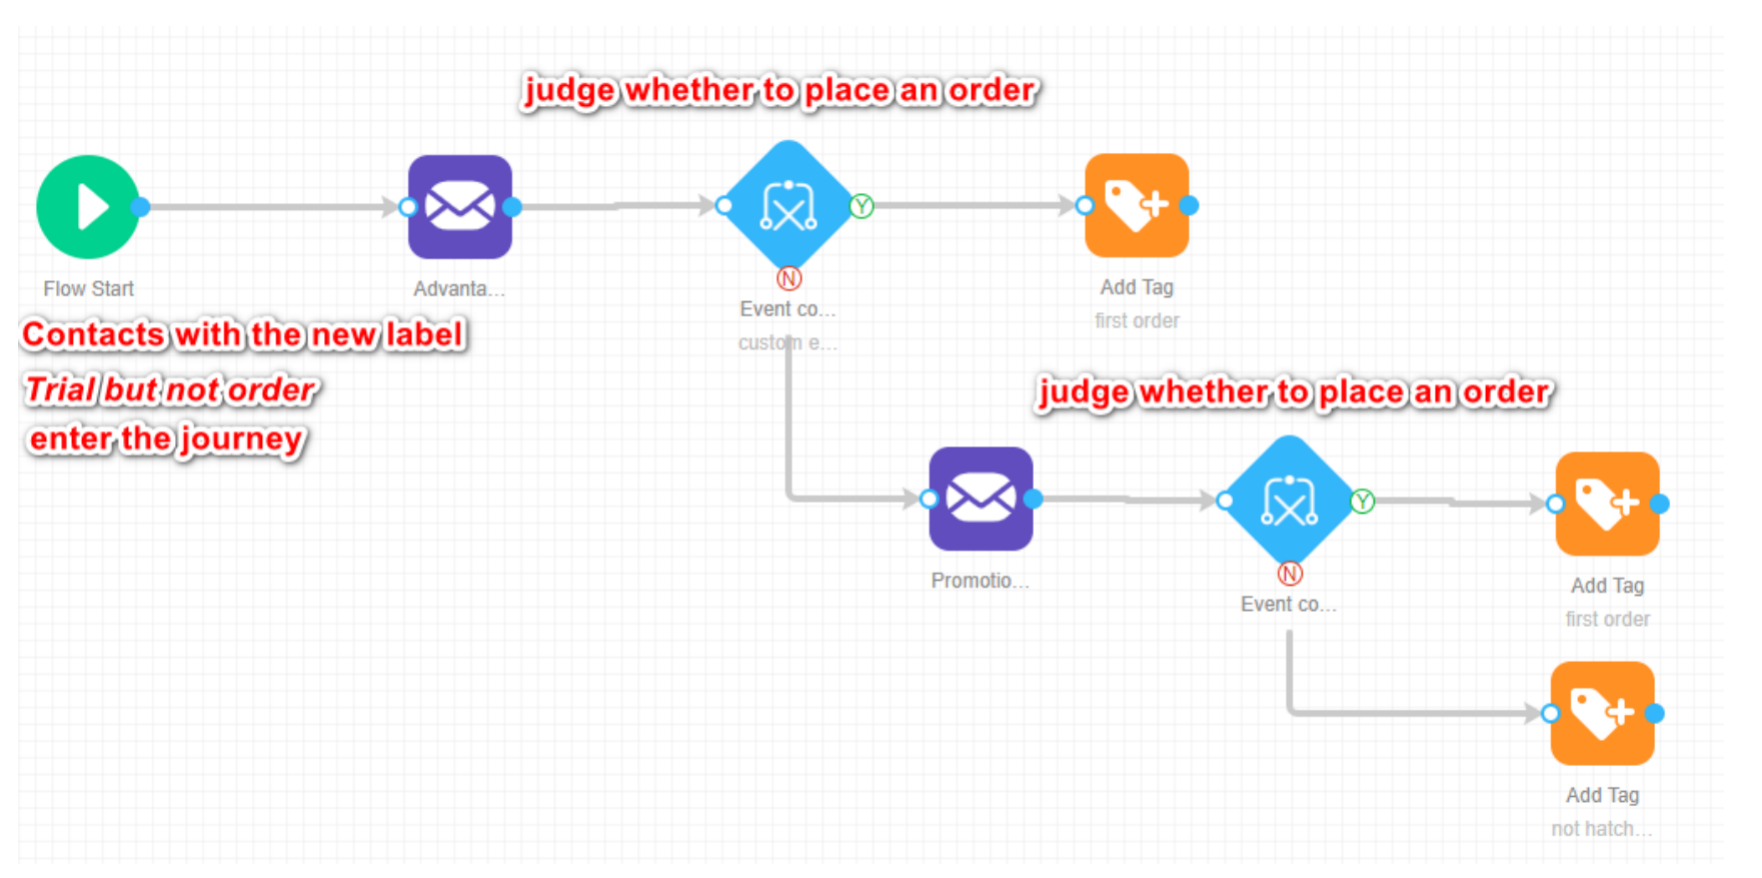 judge whether to place an order
Flow Start
Advanta...
Y
N
Event co...
custom e...
Add Tag
first order
Contacts with the new label
Trial but not order
enter the journey
judge whether to place an order
Promotio...
Y
N
Event co...
Add Tag
first order
Add Tag
not hatch...